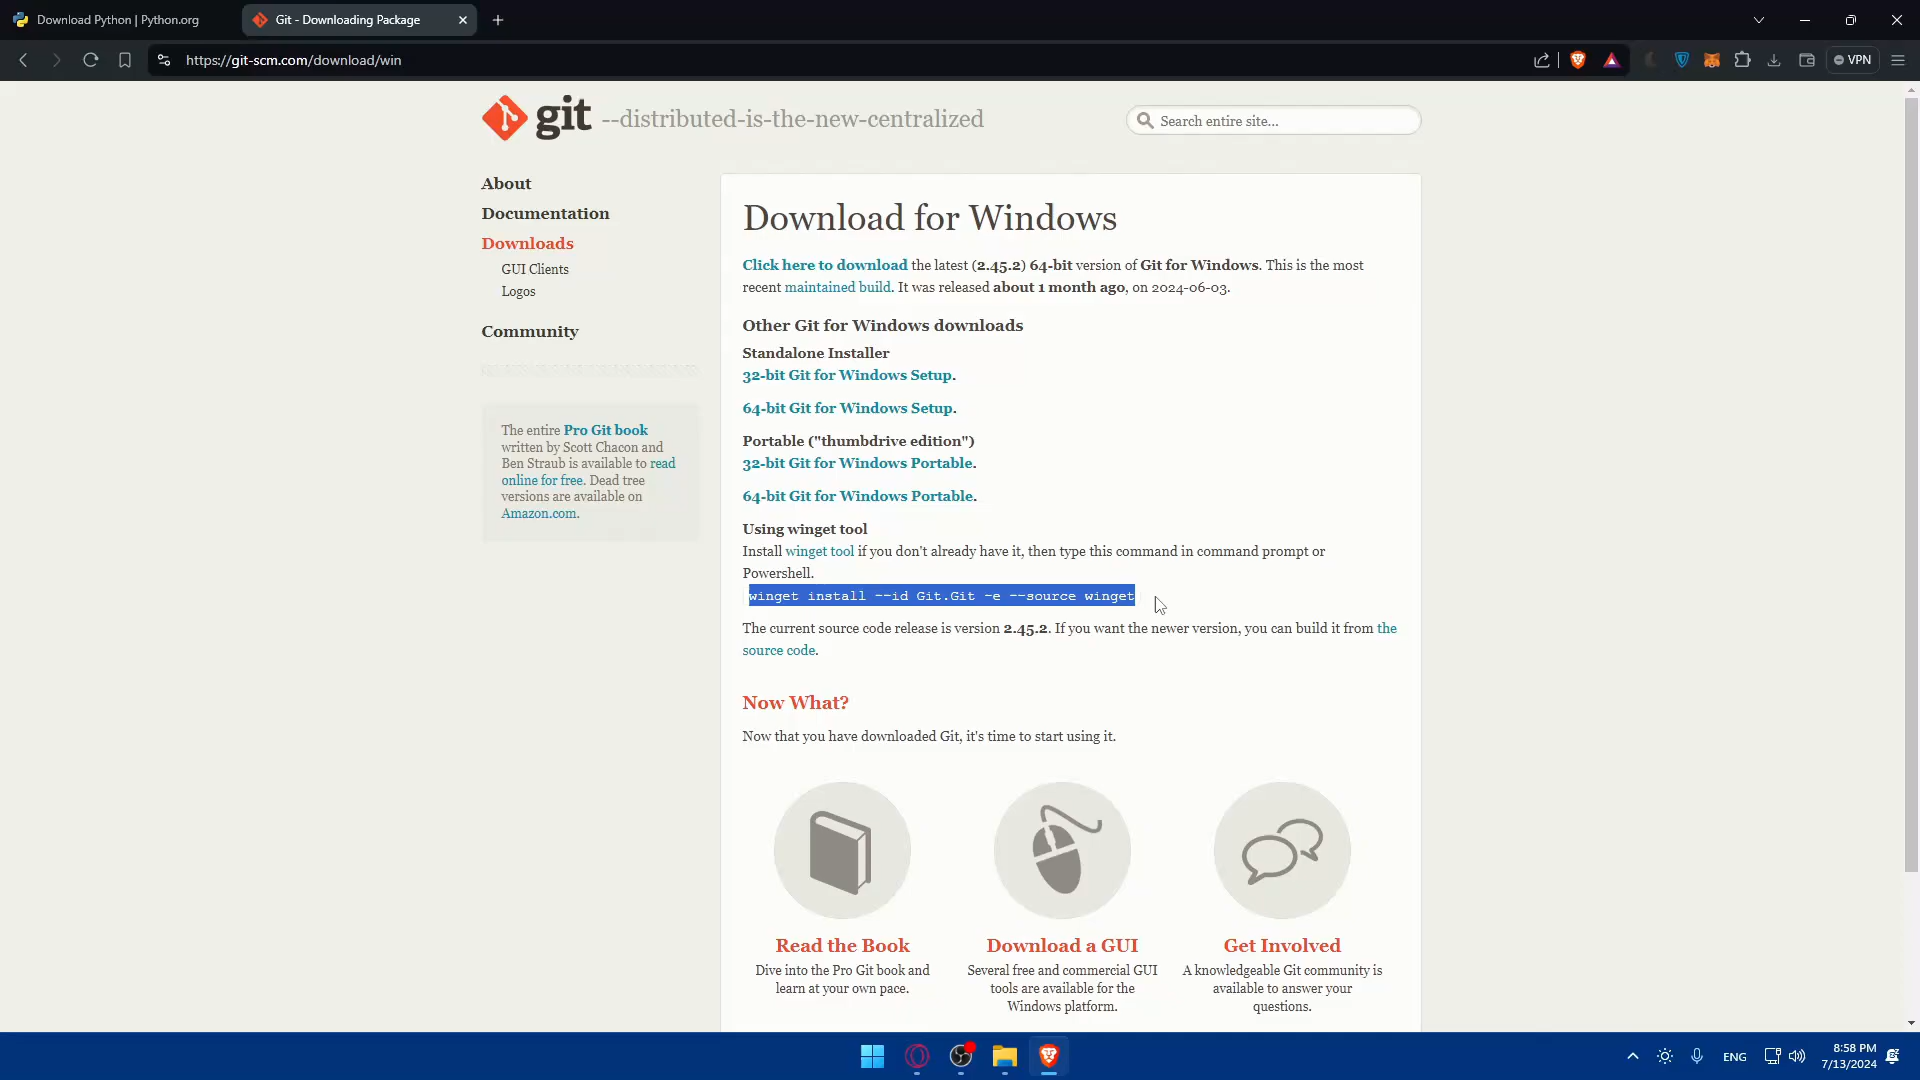 Download Python | Python.org
Git - Downloading Package
https://git-scm.com/download/win
VPN
git --distributed-is-the-new-centralized
Search entire site...
About
Documentation
Downloads
GUI Clients
Logos
Community
The entire Pro Git book
written by Scott Chacon and
Ben Straub is available to read
online for free. Dead tree
versions are available on
Amazon.com.
Download for Windows
Click here to download the latest (2.45.2) 64-bit version of Git for Windows. This is the most
recent maintained build. It was released about 1 month ago, on 2024-06-03.
Other Git for Windows downloads
Standalone Installer
32-bit Git for Windows Setup.
64-bit Git for Windows Setup.
Portable ("thumbdrive edition")
32-bit Git for Windows Portable.
64-bit Git for Windows Portable.
Using winget tool
Install winget tool if you don't already have it, then type this command in command prompt or
Powershell.
winget install --id Git.Git -e --source winget
The current source code release is version 2.45.2. If you want the newer version, you can build it from the
source code.
Now What?
Now that you have downloaded Git, it's time to start using it.
Read the Book
Dive into the Pro Git book and
learn at your own pace.
Download a GUI
Several free and commercial GUI
tools are available for the
Windows platform.
Get Involved
A knowledgeable Git community is
available to answer your
questions.
ENG
8:58 PM
7/13/2024